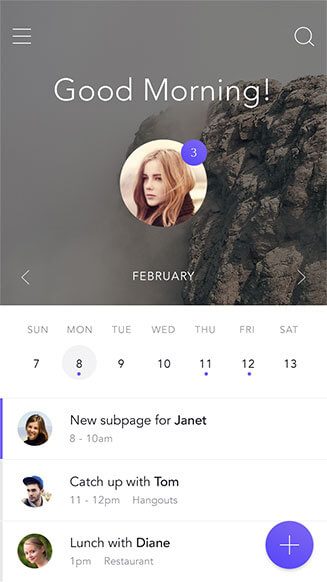 Good Morning!
3
FEBRUARY
SUN MON TUE WED THU FRI SAT
7 8 9 10 11 12 13
New subpage for Janet
8 - 10am
Catch up with Tom
11 - 12pm Hangouts
Lunch with Diane
1pm Restaurant